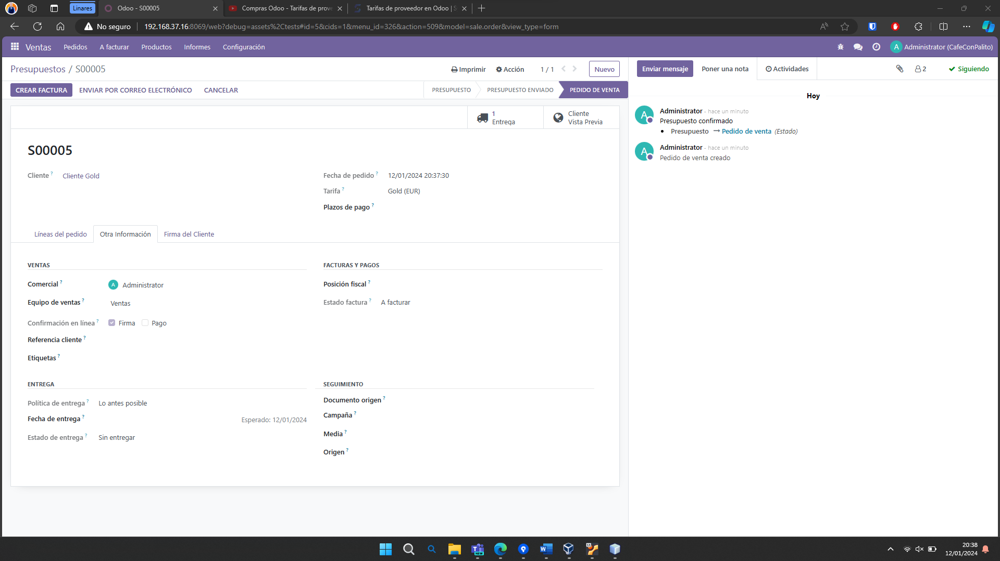 Linares
Odoo - S00005
Compras Odoo - Tarifas de prove
Tarifas de proveedor en Odoo | S
No seguro
192.168.37.16:8069/web?debug=assets%2Ctests#id=5&cids=1&menu_id=326&action=509&model=sale.order&view_type=form
Ventas
Pedidos
A facturar
Productos
Informes
Configuración
A
Administrator (CafeConPalito)
Presupuestos / S00005
Imprimir
Acción
1 / 1
Nuevo
Enviar mensaje
Poner una nota
Actividades
2
Siguiendo
CREAR FACTURA
ENVIAR POR CORREO ELECTRÓNICO
CANCELAR
PRESUPUESTO
PRESUPUESTO ENVIADO
PEDIDO DE VENTA
1
Entrega
Cliente
Vista Previa
S00005
Cliente ?
Cliente Gold
Fecha de pedido ?
12/01/2024 20:37:30
Tarifa ?
Gold (EUR)
Plazos de pago ?
Líneas del pedido
Otra Información
Firma del Cliente
VENTAS
Comercial ?
A
Administrator
Equipo de ventas ?
Ventas
Confirmación en línea ?
Firma
Pago
Referencia cliente ?
Etiquetas ?
FACTURAS Y PAGOS
Posición fiscal ?
Estado factura ?
A facturar
ENTREGA
Política de entrega ?
Lo antes posible
Fecha de entrega ?
Esperado: 12/01/2024
Estado de entrega ?
Sin entregar
SEGUIMIENTO
Documento origen ?
Campaña ?
Media ?
Origen ?
Hoy
A
Administrator - hace un minuto
Presupuesto confirmado
• Presupuesto → Pedido de venta (Estado)
A
Administrator - hace un minuto
Pedido de venta creado
20:38
12/01/2024